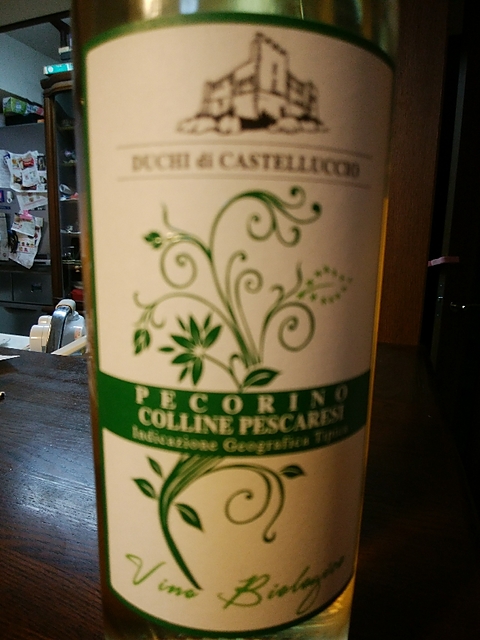 DUCHI di CASTELLUCCIO
PECORINO
COLLINE PESCARESI
Indicazione Geografica Tipica
Vino Biologico